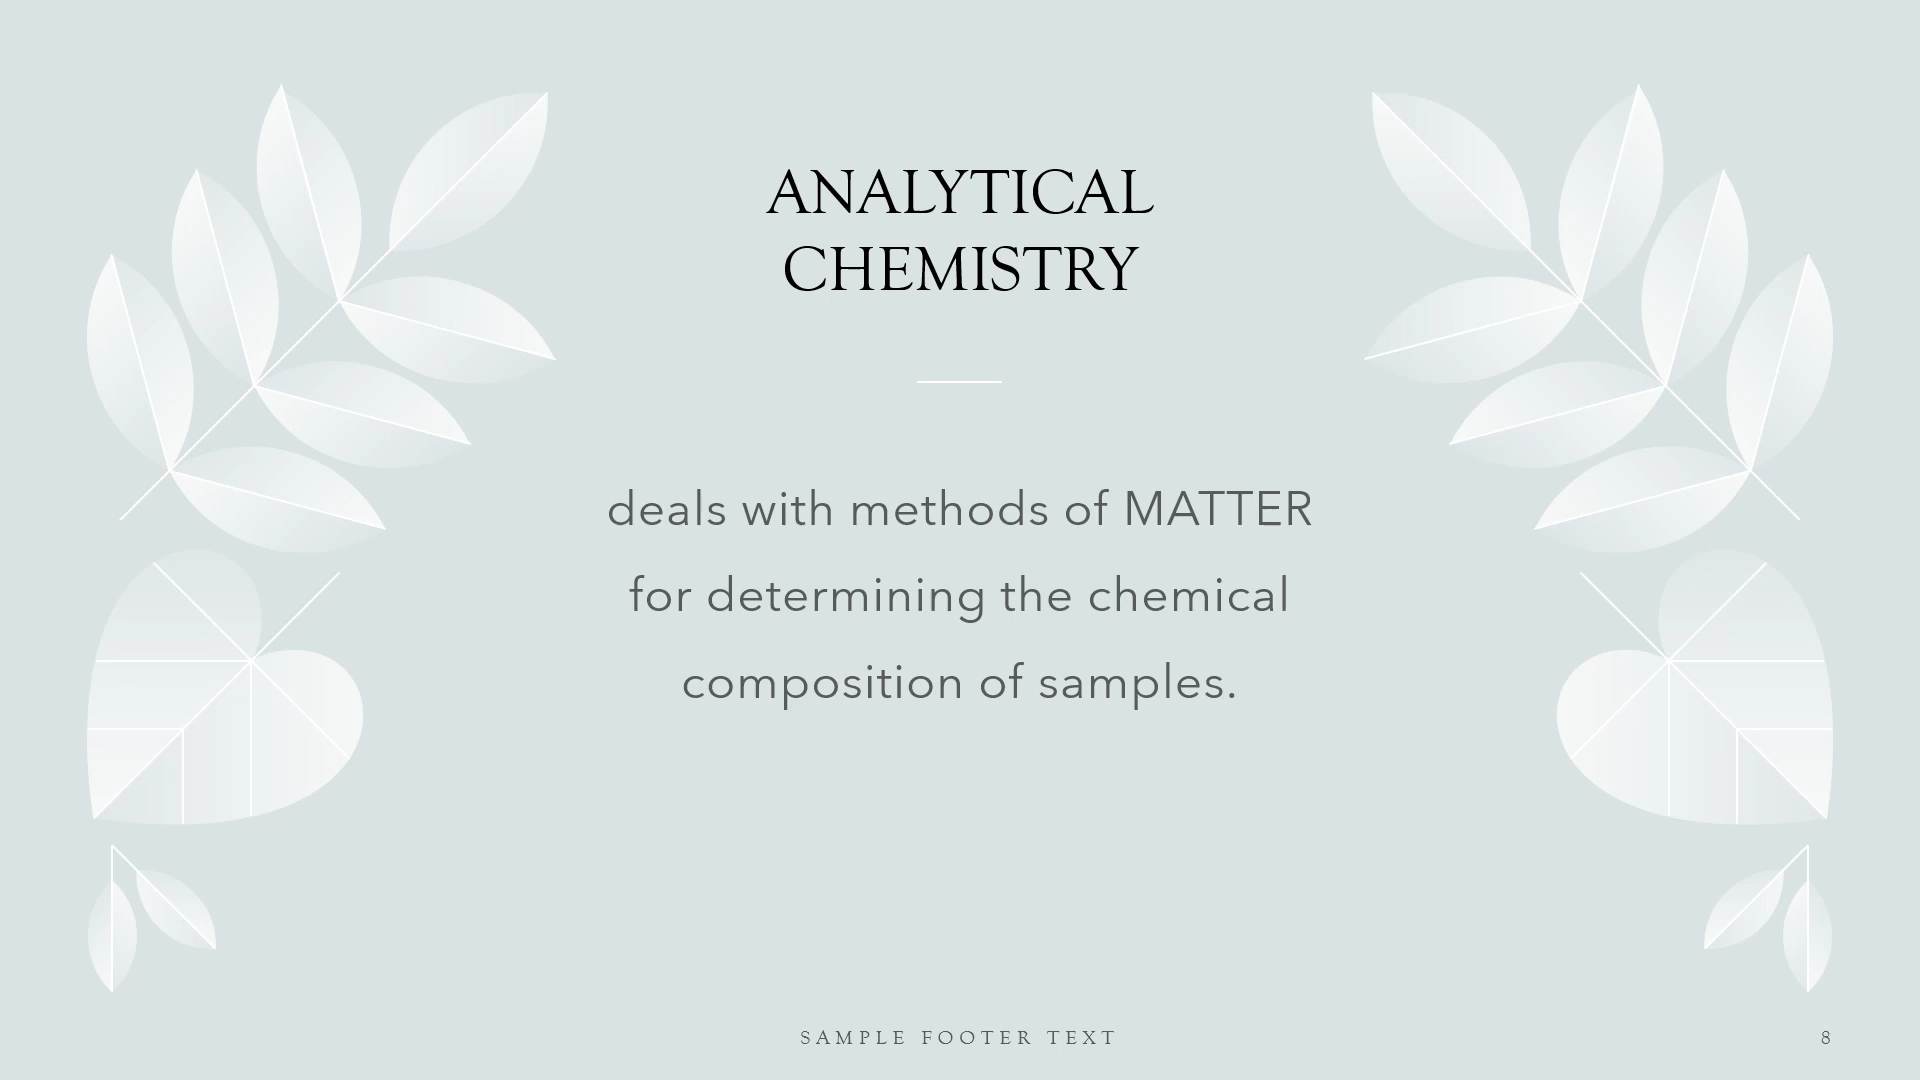 ANALYTICAL
CHEMISTRY
deals with methods of MATTER
for determining the chemical
composition of samples.
SAMPLE FOOTER TEXT
8